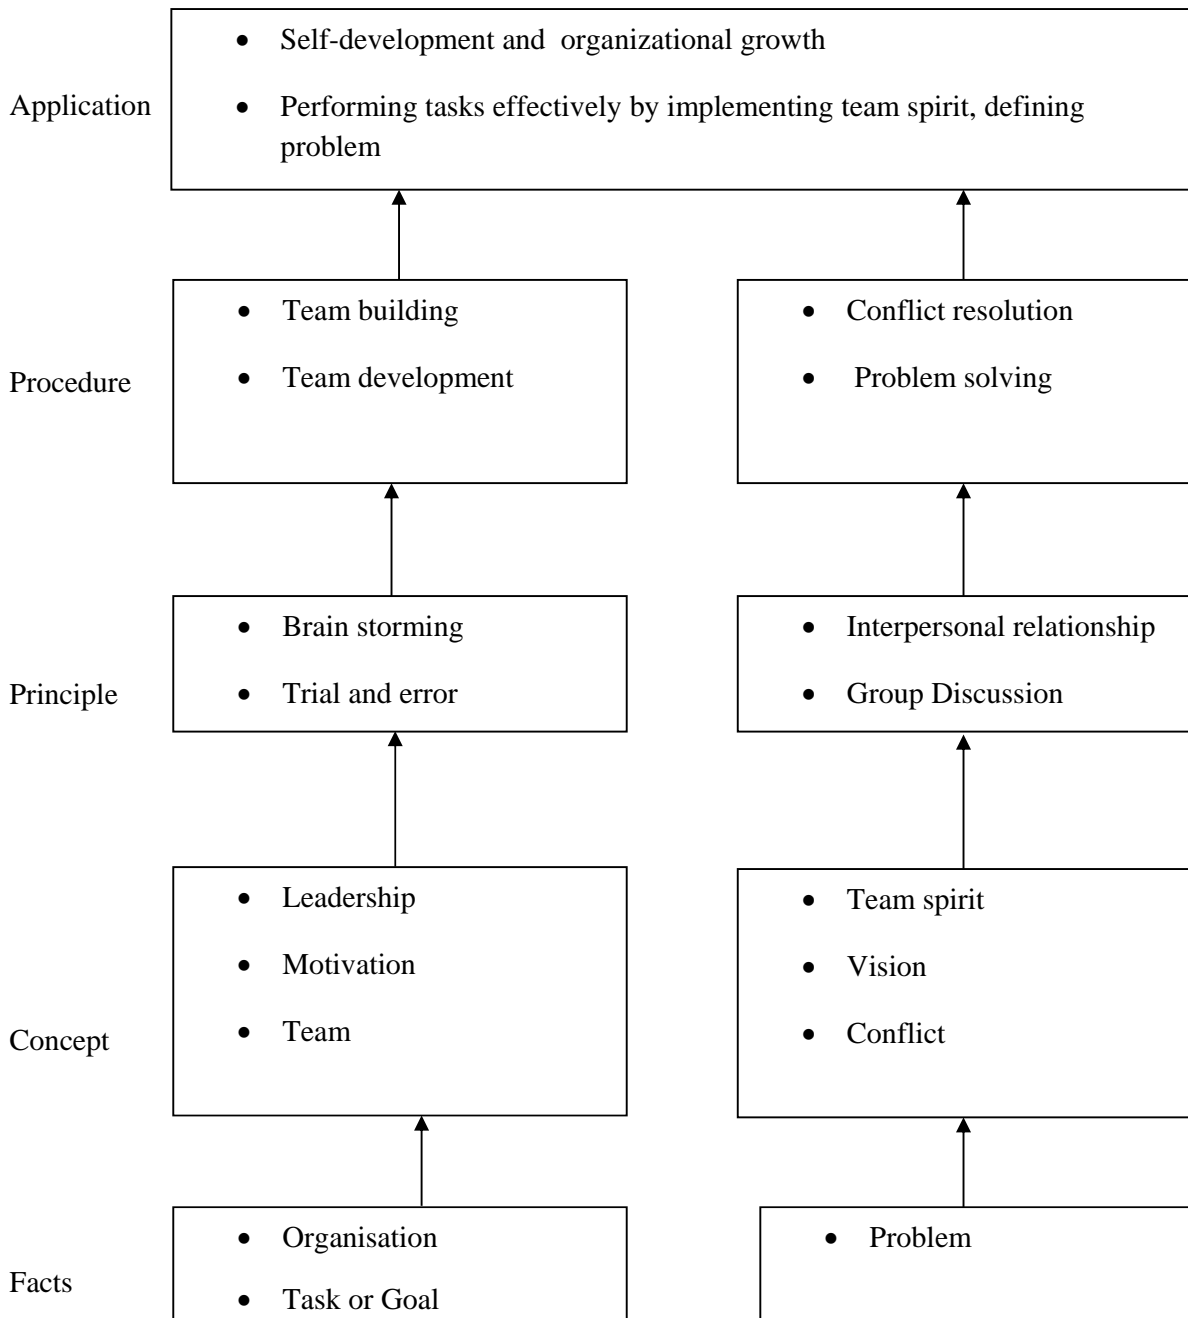 • Self-development and organizational growth
Application
• Performing tasks effectively by implementing team spirit, defining
problem
Procedure
• Team building
• Team development
• Conflict resolution
• Problem solving
Principle
• Brain storming
• Trial and error
• Interpersonal relationship
• Group Discussion
Concept
• Leadership
• Motivation
• Team
• Team spirit
• Vision
• Conflict
Facts
• Organisation
• Task or Goal
• Problem